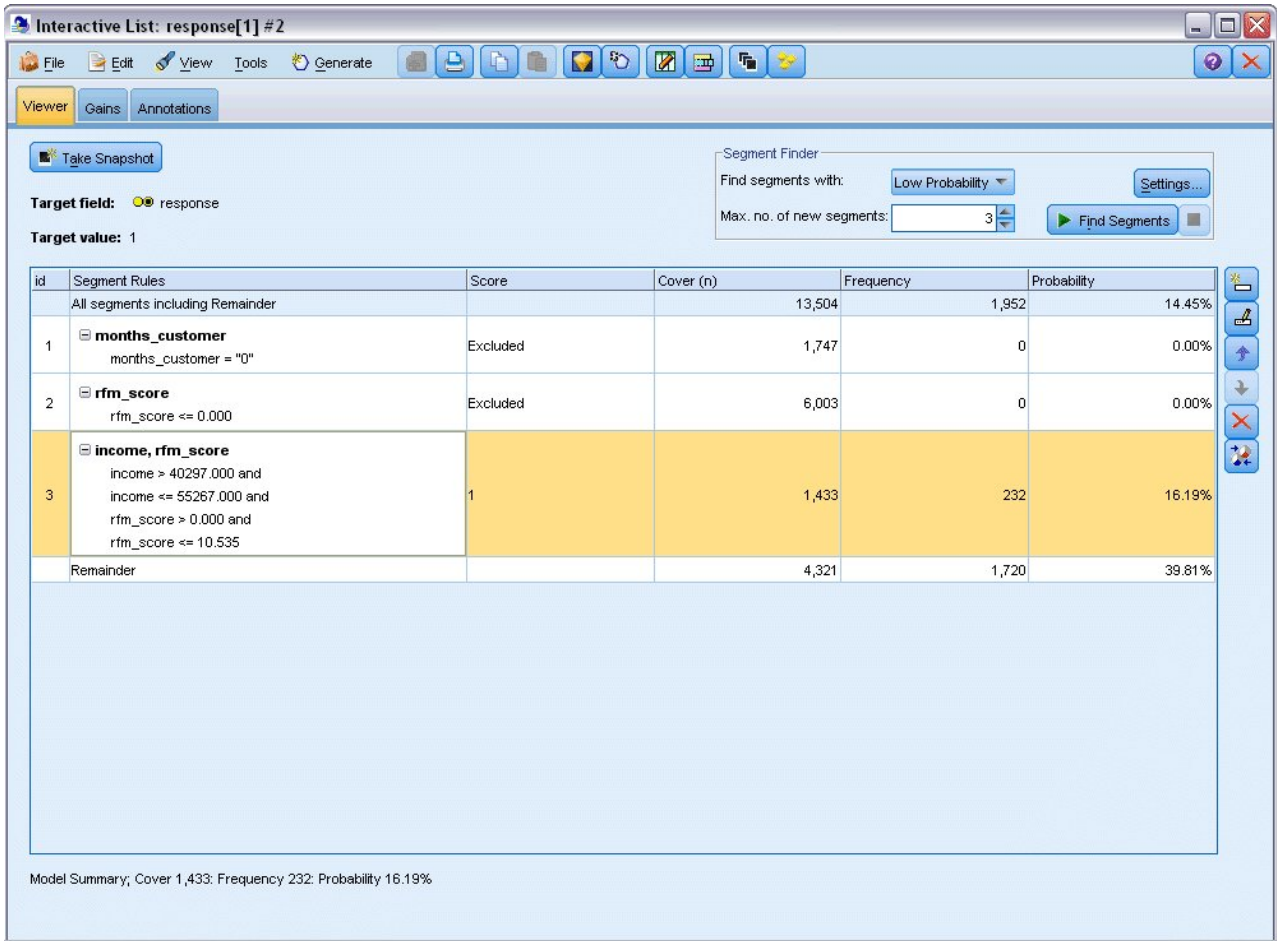 Interactive List: response[1] #2
File Edit View Tools Generate
Viewer Gains Annotations
Take Snapshot
Segment Finder
Find segments with: Low Probability Settings...
Target field: response
Max. no. of new segments: 3 Find Segments
Target value: 1
id Segment Rules Score Cover (n) Frequency Probability
All segments including Remainder 13,504 1,952 14.45%
months_customer
1 Excluded 1,747 0 0.00%
months_customer = "0"
rfm_score
2 Excluded 6,003 0 0.00%
rfm_score <= 0.000
income, rfm_score
income > 40297.000 and
3 income <= 55267.000 and 1 1,433 232 16.19%
rfm_score > 0.000 and
rfm_score <= 10.535
Remainder 4,321 1,720 39.81%
Model Summary; Cover 1,433: Frequency 232: Probability 16.19%